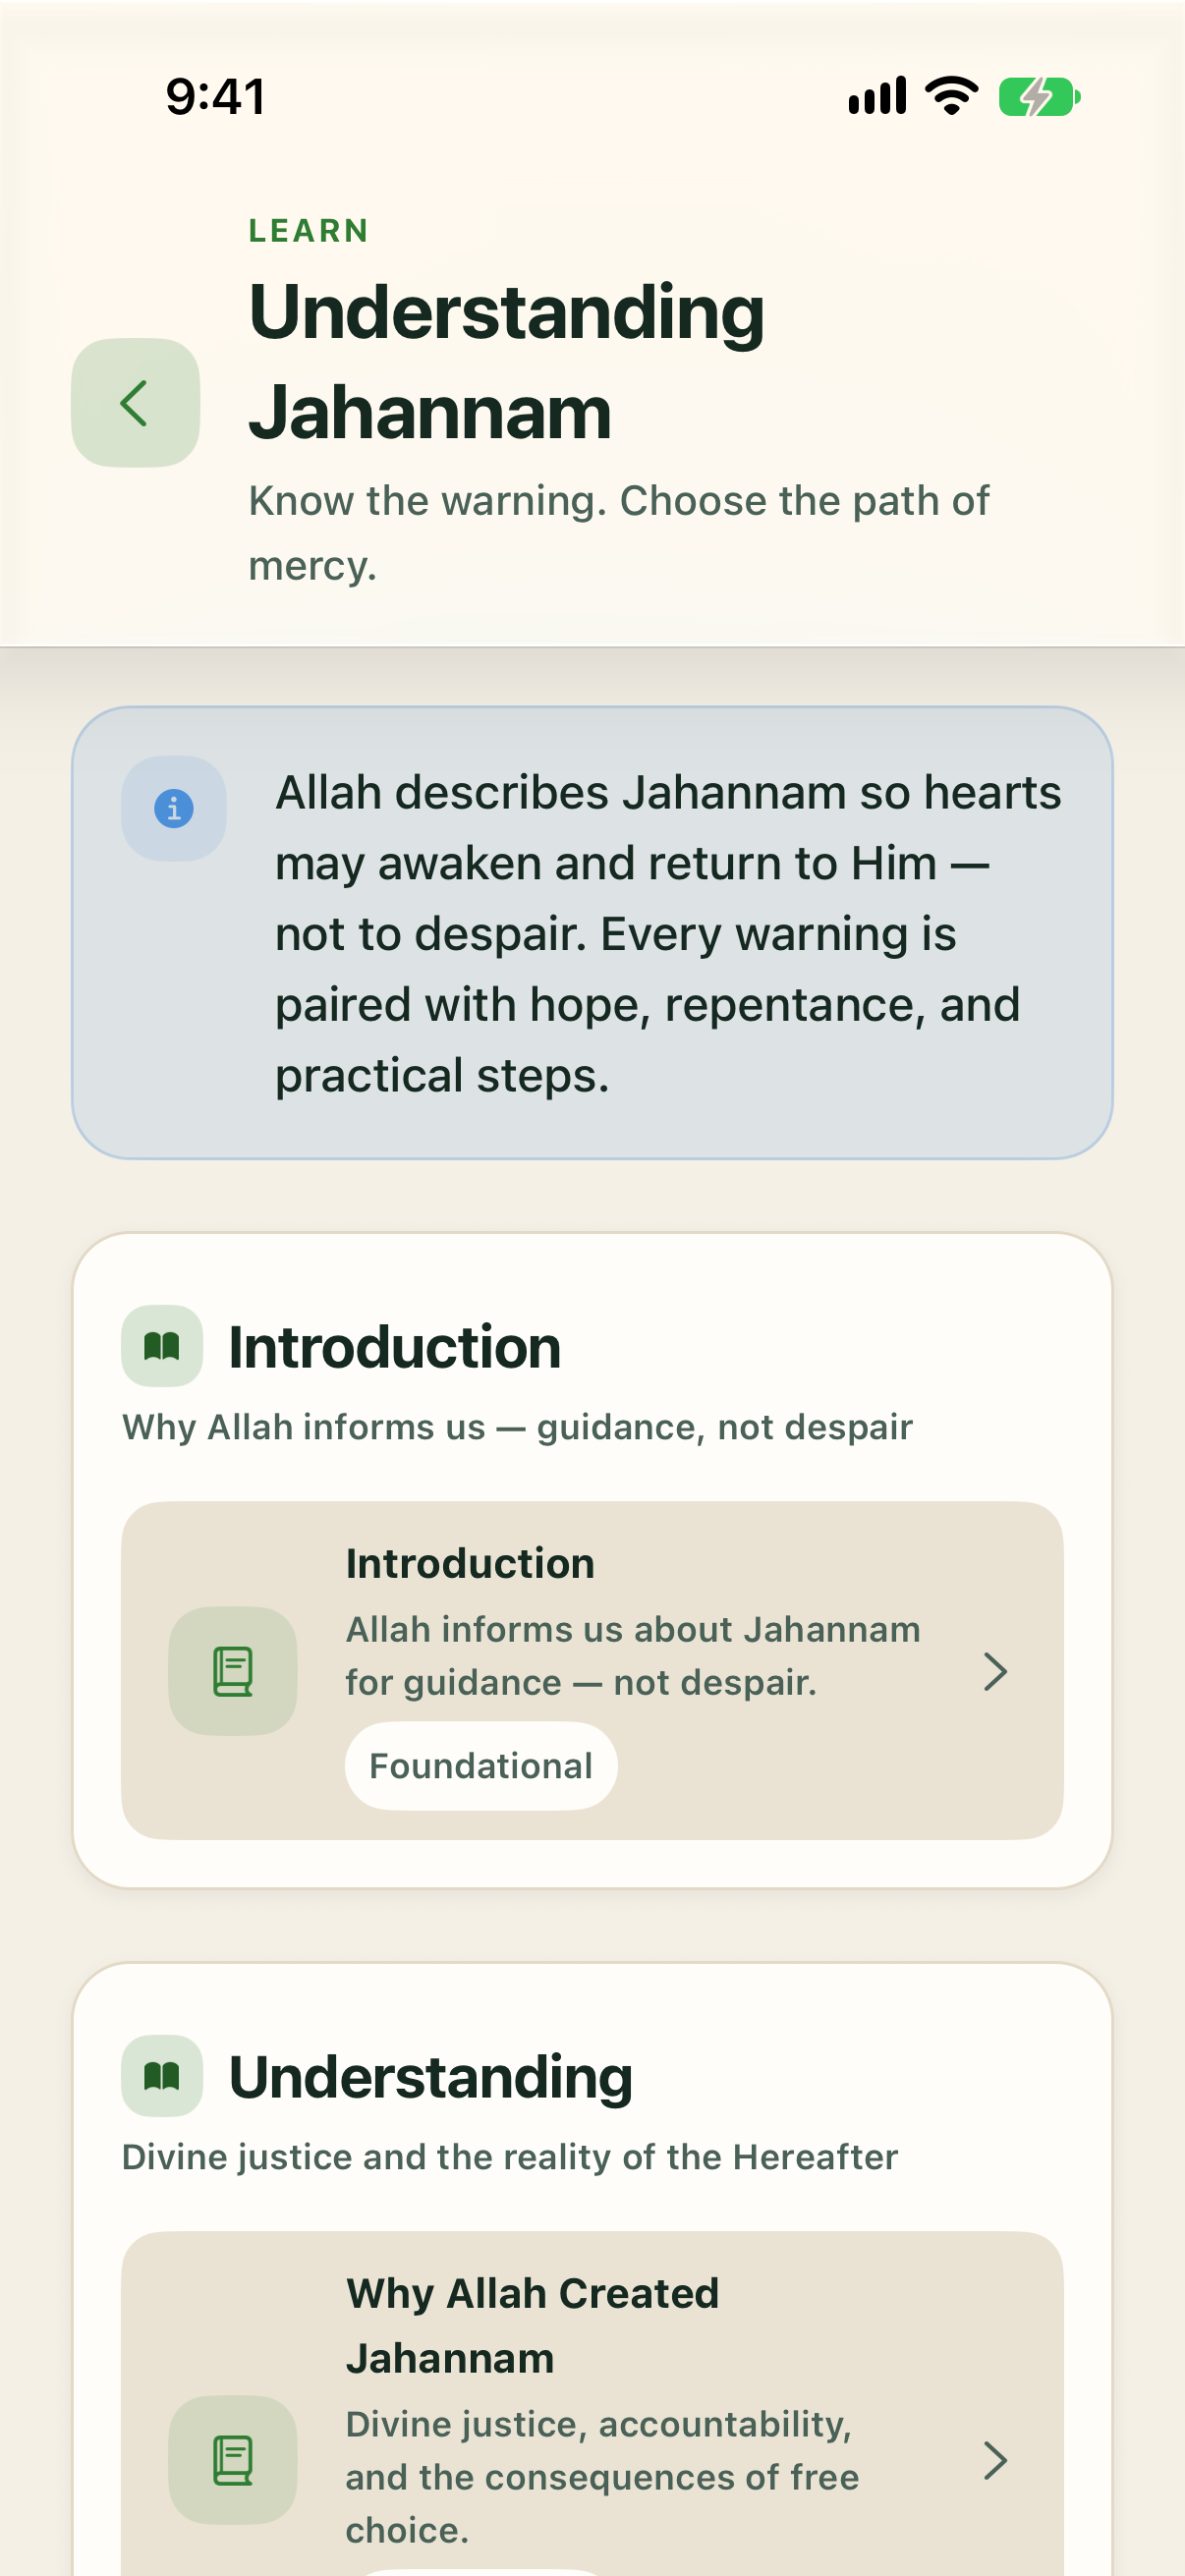 9:41
LEARN
Understanding
Jahannam
Know the warning. Choose the path of
mercy.
Allah describes Jahannam so hearts
may awaken and return to Him —
not to despair. Every warning is
paired with hope, repentance, and
practical steps.
Introduction
Why Allah informs us — guidance, not despair
Introduction
Allah informs us about Jahannam
for guidance — not despair.
Foundational
Understanding
Divine justice and the reality of the Hereafter
Why Allah Created
Jahannam
Divine justice, accountability,
and the consequences of free
choice.